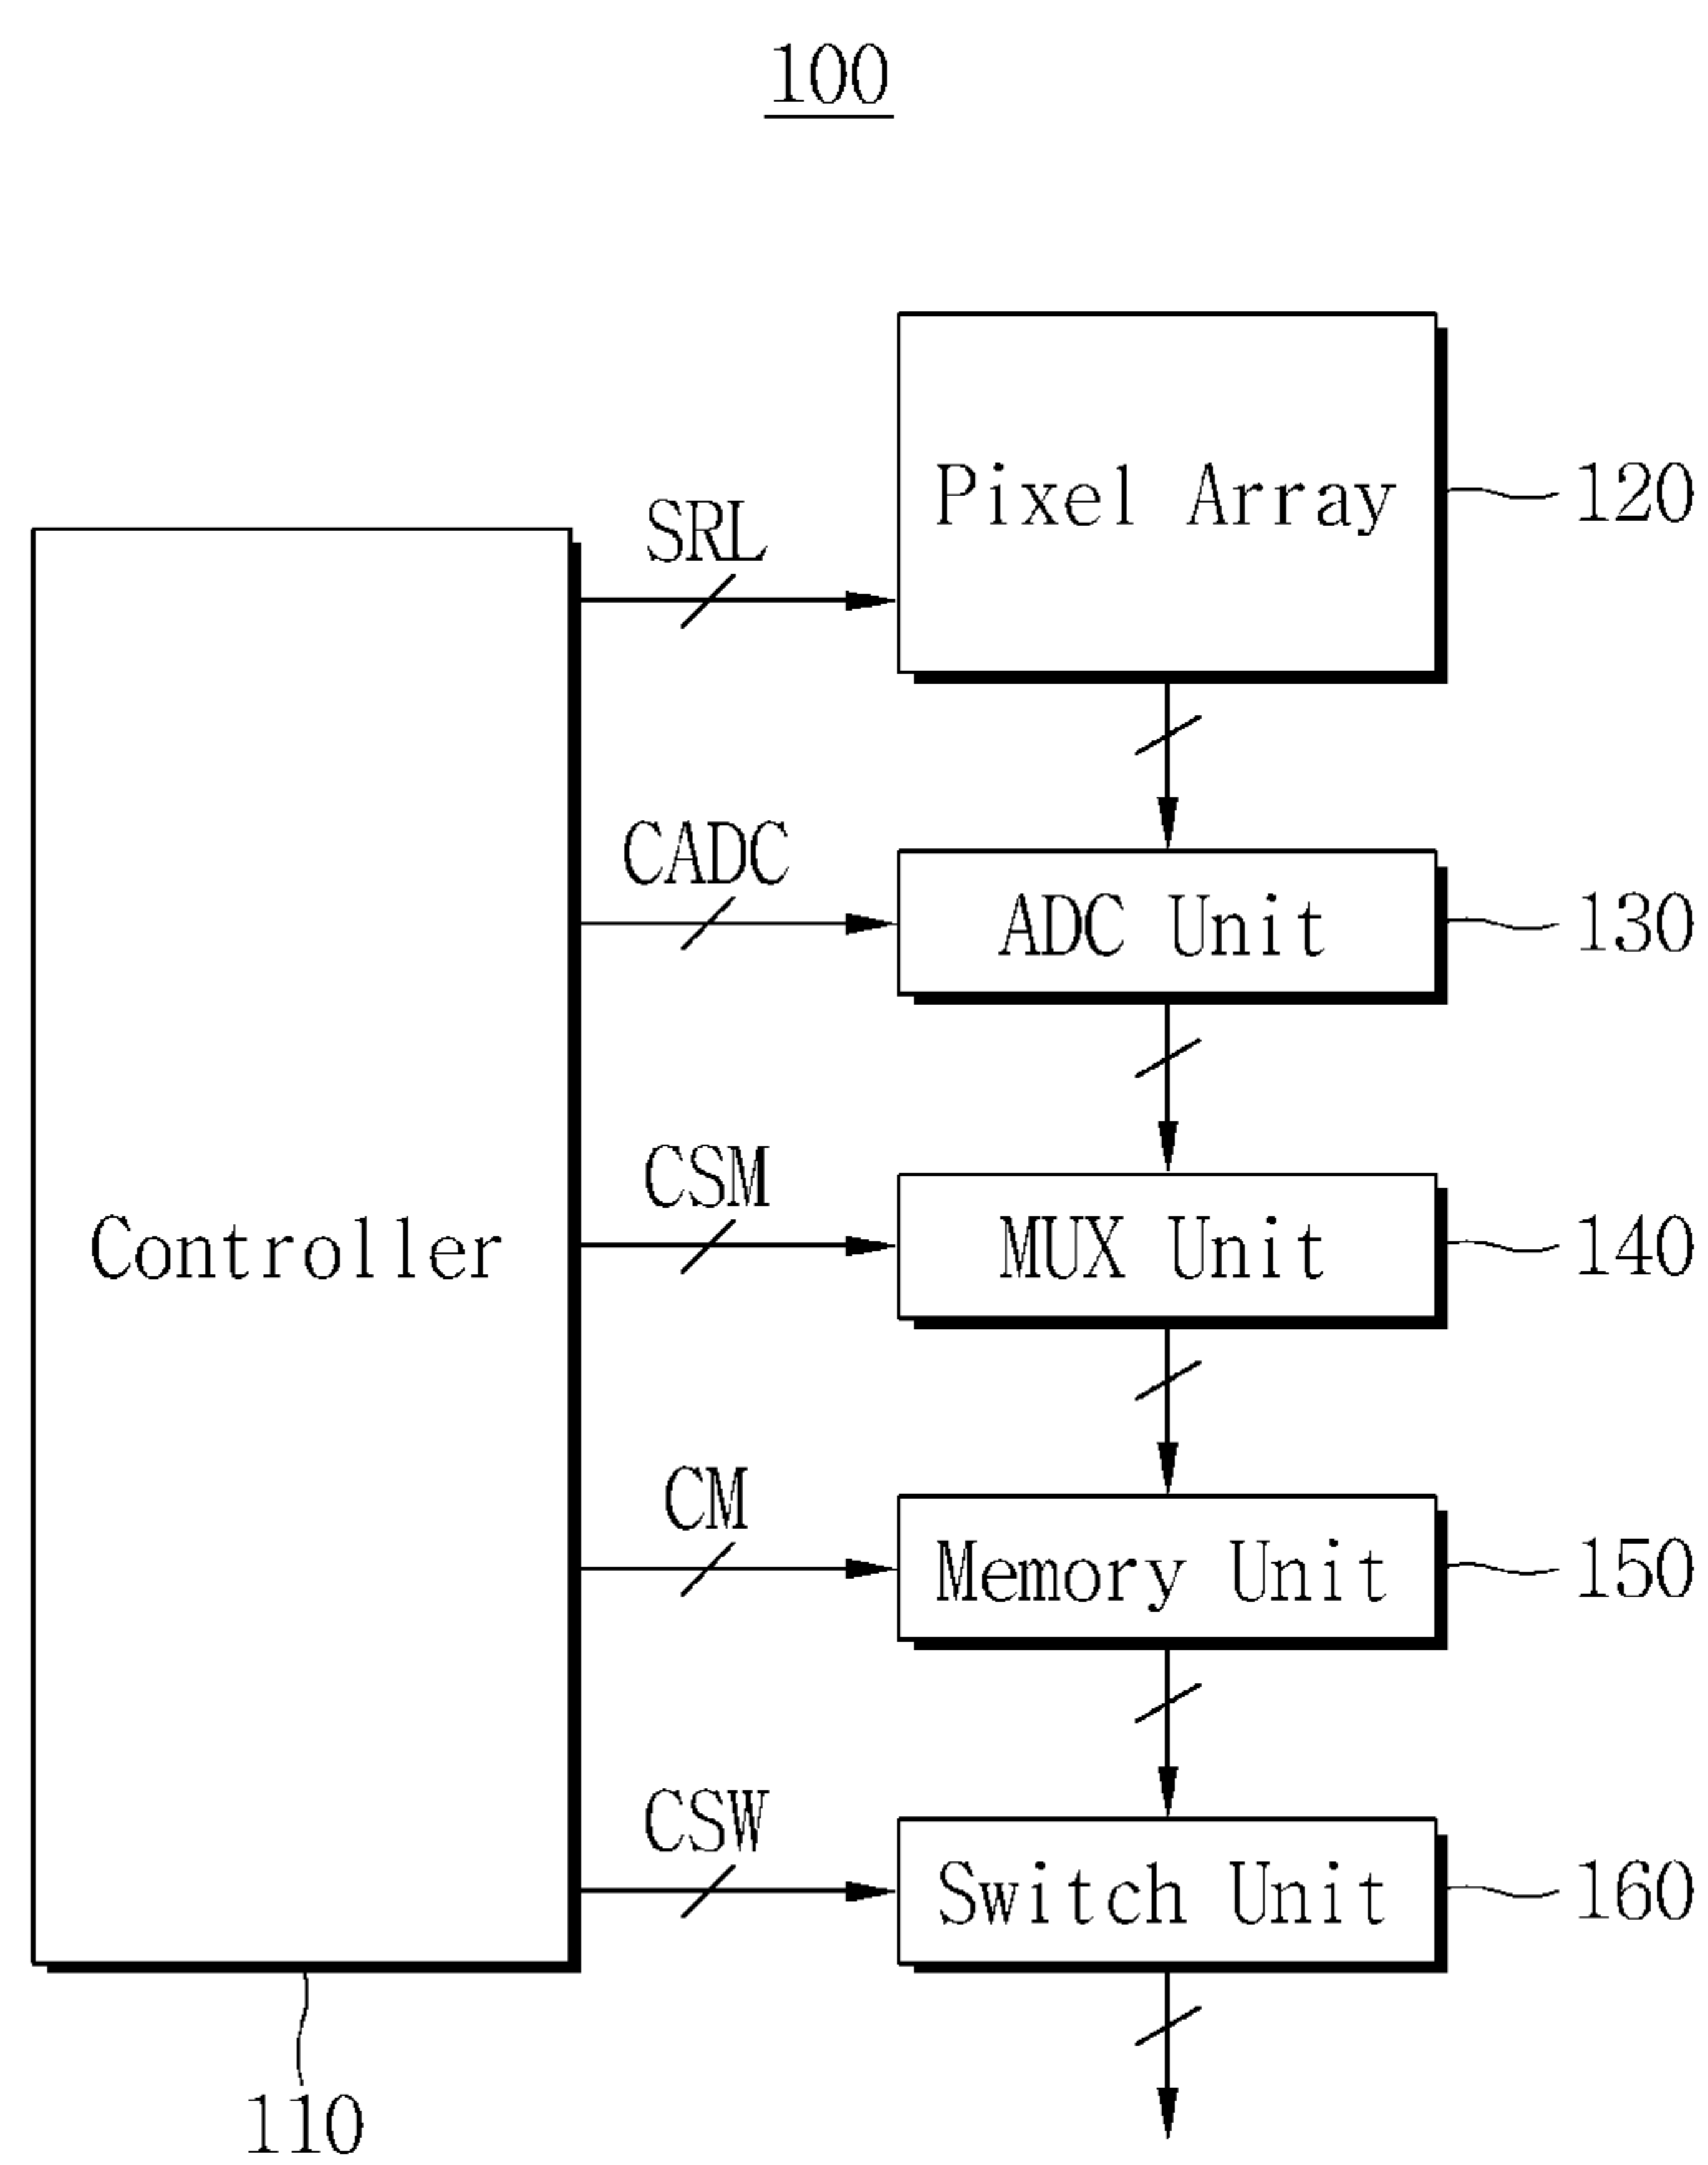 100
Pixel Array
120
SRL
CADC
ADC Unit
130
CSM
Controller
MUX Unit
140
CM
Memory Unit
150
CSW
Switch Unit
160
110